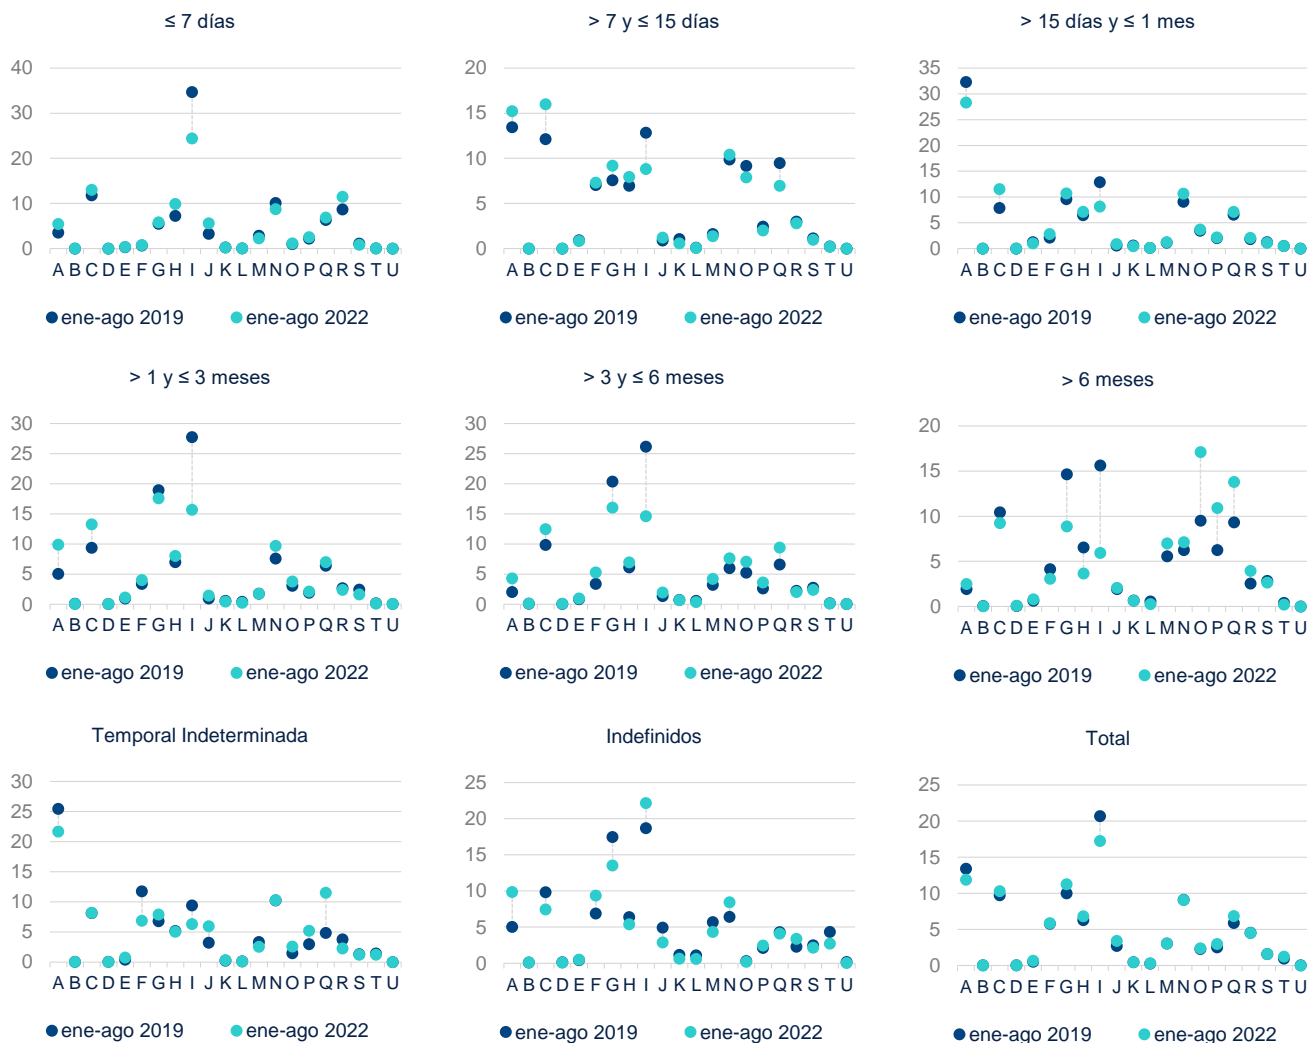 ≤ 7 días
40
30
20
10
0
A B C D E F G H I J K L M N O P Q R S T U
ene-ago 2019 ene-ago 2022
> 7 y ≤ 15 días
20
15
10
5
0
A B C D E F G H I J K L M N O P Q R S T U
ene-ago 2019 ene-ago 2022
> 15 días y ≤ 1 mes
35
30
25
20
15
10
5
0
A B C D E F G H I J K L M N O P Q R S T U
ene-ago 2019 ene-ago 2022
> 1 y ≤ 3 meses
30
25
20
15
10
5
0
A B C D E F G H I J K L M N O P Q R S T U
ene-ago 2019 ene-ago 2022
> 3 y ≤ 6 meses
30
25
20
15
10
5
0
A B C D E F G H I J K L M N O P Q R S T U
ene-ago 2019 ene-ago 2022
> 6 meses
20
15
10
5
0
A B C D E F G H I J K L M N O P Q R S T U
ene-ago 2019 ene-ago 2022
Temporal Indeterminada
30
25
20
15
10
5
0
A B C D E F G H I J K L M N O P Q R S T U
ene-ago 2019 ene-ago 2022
Indefinidos
25
20
15
10
5
0
A B C D E F G H I J K L M N O P Q R S T U
ene-ago 2019 ene-ago 2022
Total
25
20
15
10
5
0
A B C D E F G H I J K L M N O P Q R S T U
ene-ago 2019 ene-ago 2022